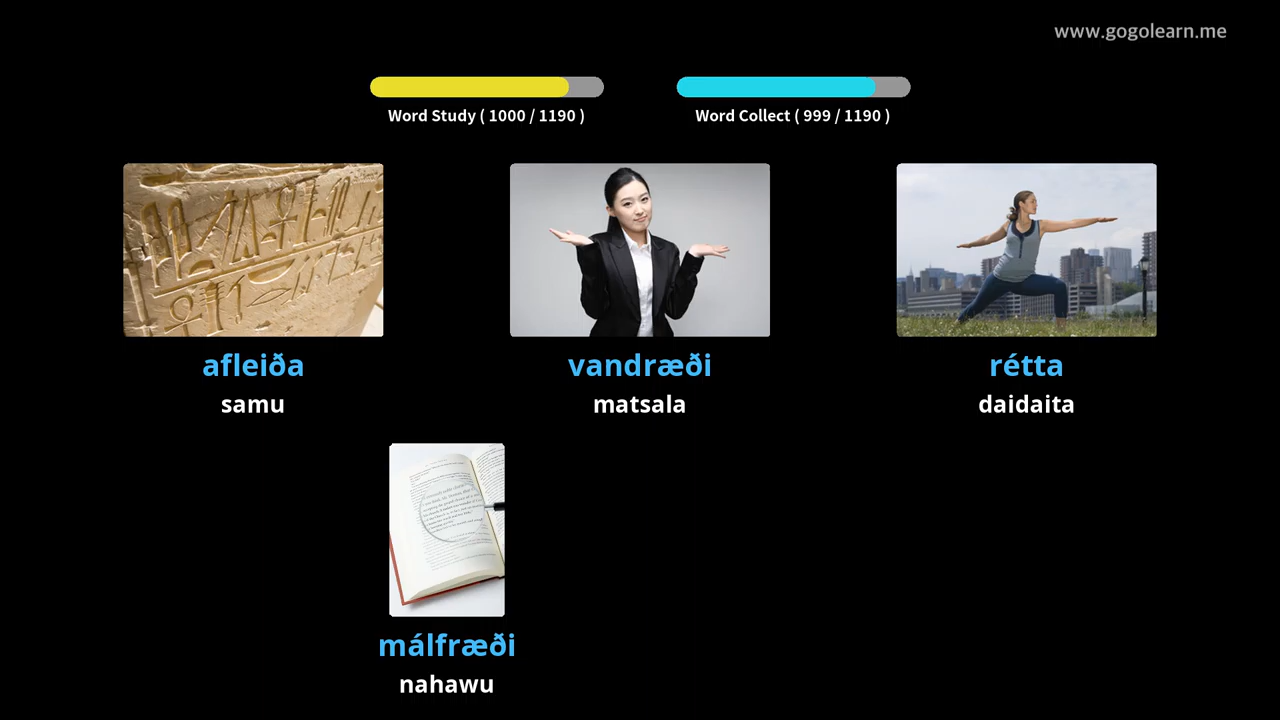 www.gogolearn.me
Word Study ( 1000 / 1190 )
Word Collect ( 999 / 1190 )
afleiða
samu
vandræði
matsala
rétta
daidaita
málfræði
nahawu